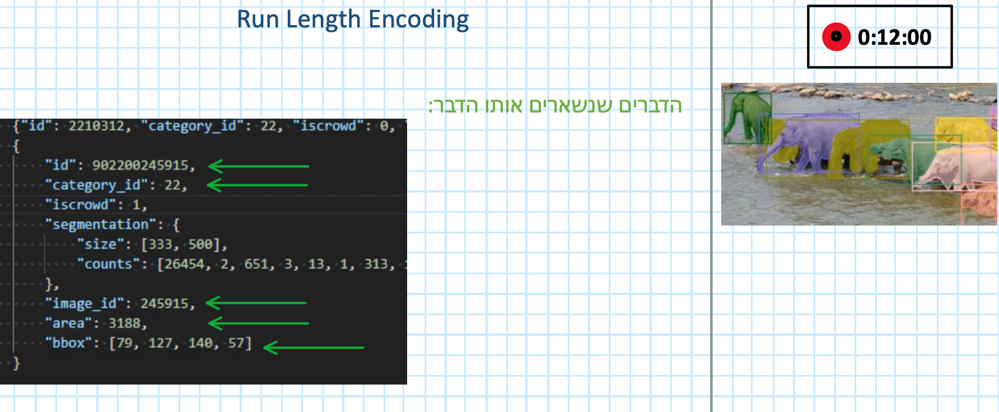 Run Length Encoding
0:12:00
הדברים שנשארים אותו הדבר:
{"id": 2210312, "category_id": 22, "iscrowd": 0,
{
"id": 902200245915,
"category_id": 22,
"iscrowd": 1,
"segmentation": {
"size": [333, 500],
"counts": [26454, 2, 651, 3, 13, 1, 313,
},
"image_id": 245915,
"area": 3188,
"bbox": [79, 127, 140, 57]
}